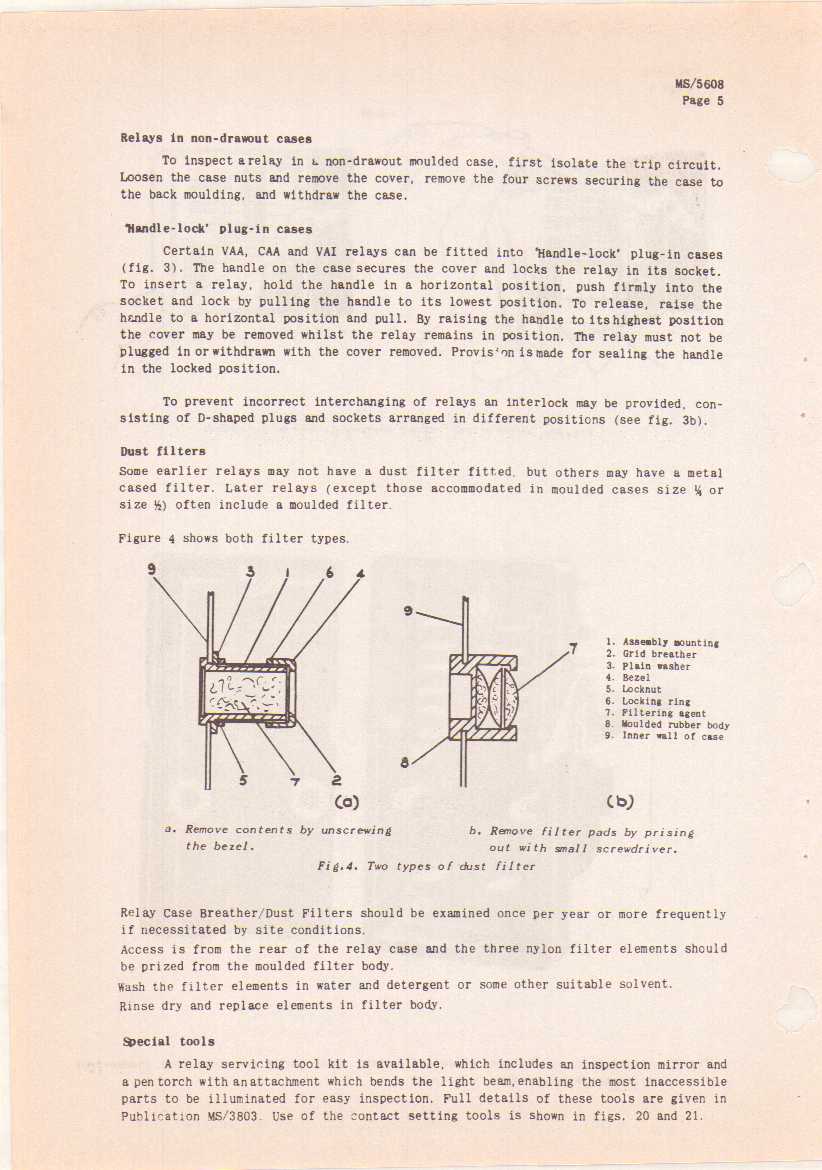 MS/5608
Page 5
Relays in non-drawout cases
To inspect a relay in a non-drawout moulded case, first isolate the trip circuit.
Loosen the case nuts and remove the cover, remove the four screws securing the case to
the back moulding, and withdraw the case.
'Handle-lock' plug-in cases
Certain VAA, CAA and VAI relays can be fitted into 'Handle-lock' plug-in cases
(fig. 3). The handle on the case secures the cover and locks the relay in its socket.
To insert a relay, hold the handle in a horizontal position, push firmly into the
socket and lock by pulling the handle to its lowest position. To release, raise the
handle to a horizontal position and pull. By raising the handle to its highest position
the cover may be removed whilst the relay remains in position. The relay must not be
plugged in or withdrawn with the cover removed. Provision is made for sealing the handle
in the locked position.
To prevent incorrect interchanging of relays an interlock may be provided, con-
sisting of D-shaped plugs and sockets arranged in different positions (see fig. 3b).
Dust filters
Some earlier relays may not have a dust filter fitted, but others may have a metal
cased filter. Later relays (except those accommodated in moulded cases size ¼ or
size ½) often include a moulded filter.
Figure 4 shows both filter types.
9 3 1 6 4
9
7
1. Assembly mounting
2. Grid breather
3. Plain washer
4. Bezel
5. Locknut
6. Locking ring
7. Filtering agent
8. Moulded rubber body
9. Inner wall of case
8
5 7 2
(a) (b)
a. Remove contents by unscrewing
the bezel.
b. Remove filter pads by prising
out with small screwdriver.
Fig.4. Two types of dust filter
Relay Case Breather/Dust Filters should be examined once per year or more frequently
if necessitated by site conditions.
Access is from the rear of the relay case and the three nylon filter elements should
be prized from the moulded filter body.
Wash the filter elements in water and detergent or some other suitable solvent.
Rinse dry and replace elements in filter body.
Special tools
A relay servicing tool kit is available, which includes an inspection mirror and
a pen torch with an attachment which bends the light beam, enabling the most inaccessible
parts to be illuminated for easy inspection. Full details of these tools are given in
Publication MS/3803. Use of the contact setting tools is shown in figs. 20 and 21.